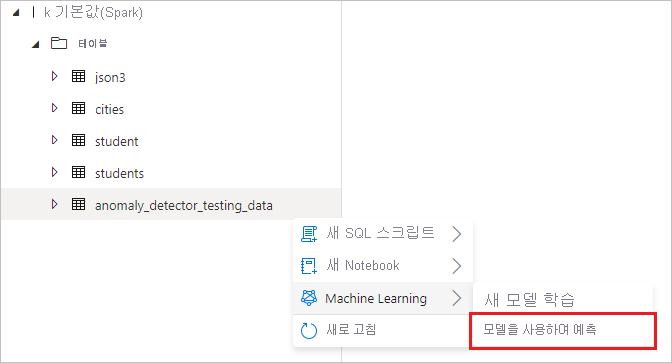 k 기본값(Spark)
테이블
json3
cities
student
students
anomaly_detector_testing_data
새 SQL 스크립트
새 Notebook
Machine Learning
새 모델 학습
새로 고침
모델을 사용하여 예측